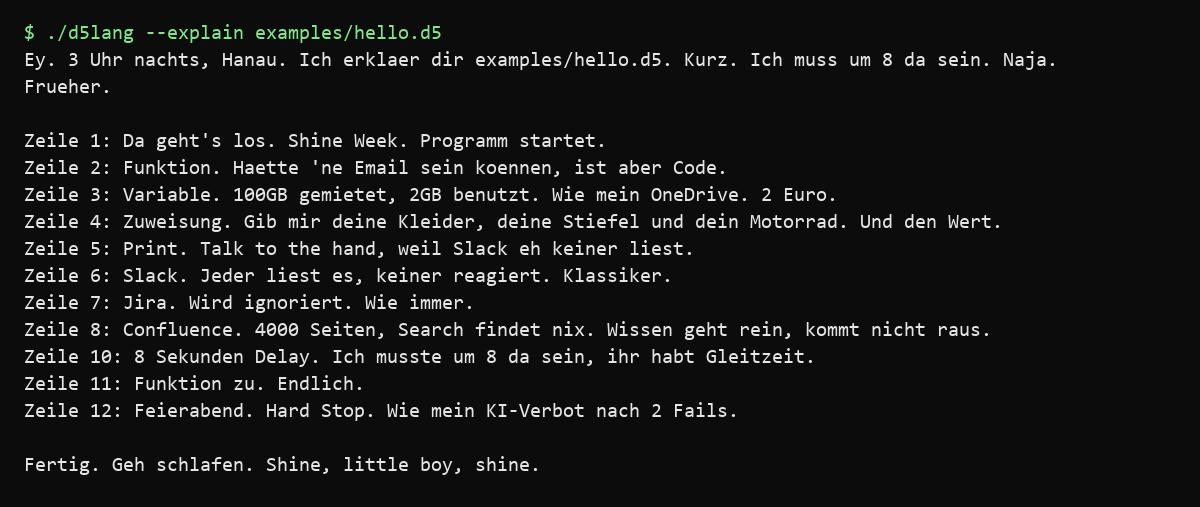 $ ./d5lang --explain examples/hello.d5
Ey. 3 Uhr nachts, Hanau. Ich erklaer dir examples/hello.d5. Kurz. Ich muss um 8 da sein. Naja.
Frueher.
Zeile 1: Da geht's los. Shine Week. Programm startet.
Zeile 2: Funktion. Haette 'ne Email sein koennen, ist aber Code.
Zeile 3: Variable. 100GB gemietet, 2GB benutzt. Wie mein OneDrive. 2 Euro.
Zeile 4: Zuweisung. Gib mir deine Kleider, deine Stiefel und dein Motorrad. Und den Wert.
Zeile 5: Print. Talk to the hand, weil Slack eh keiner liest.
Zeile 6: Slack. Jeder liest es, keiner reagiert. Klassiker.
Zeile 7: Jira. Wird ignoriert. Wie immer.
Zeile 8: Confluence. 4000 Seiten, Search findet nix. Wissen geht rein, kommt nicht raus.
Zeile 10: 8 Sekunden Delay. Ich musste um 8 da sein, ihr habt Gleitzeit.
Zeile 11: Funktion zu. Endlich.
Zeile 12: Feierabend. Hard Stop. Wie mein KI-Verbot nach 2 Fails.
Fertig. Geh schlafen. Shine, little boy, shine.